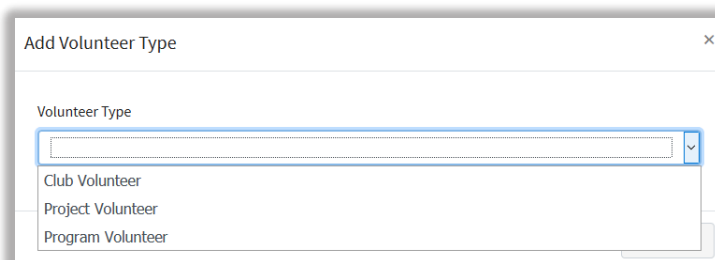 Add Volunteer Type ×
Volunteer Type
Club Volunteer
Project Volunteer
Program Volunteer